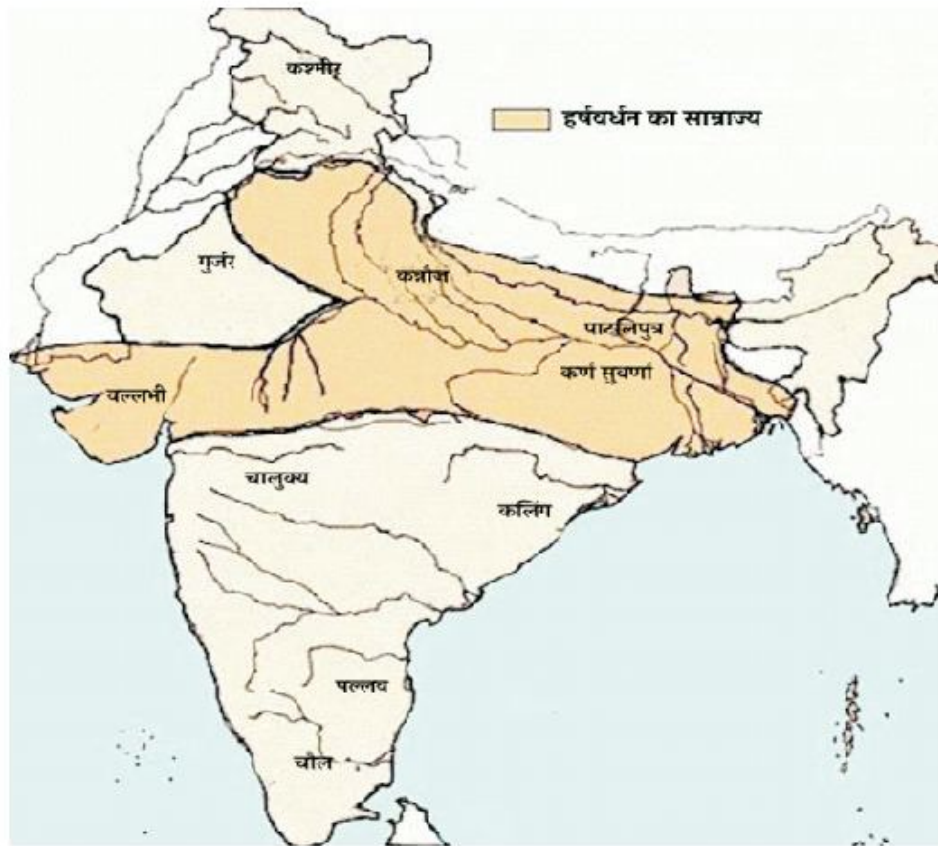 कश्मीर
हर्षवर्धन का साम्राज्य
गुर्जर
कन्नौज
पाटलिपुत्र
कर्ण सुवर्णा
वल्लभी
चालुक्य
कलिंग
पल्लव
चोल